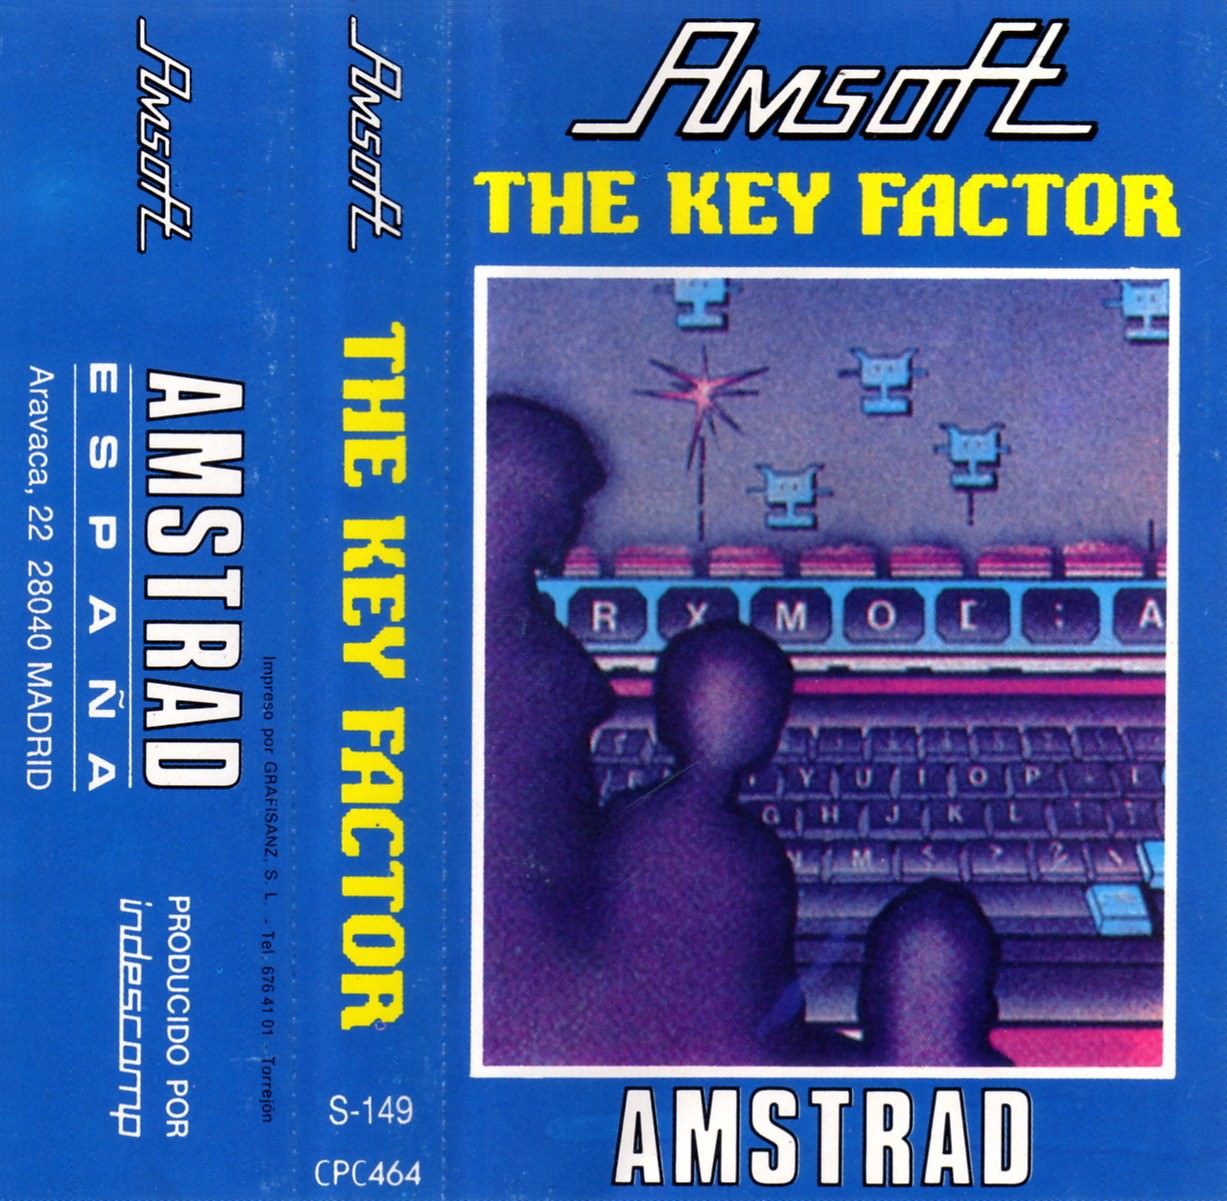 Amsoft
THE KEY FACTOR
R X M O [ : A
Y U I O P - [
G H J K L
M < > ? \
AMSTRAD
Amsoft
THE KEY FACTOR
S-149
CPC464
Amsoft
AMSTRAD
ESPAÑA
Aravaca, 22 28040 MADRID
Impreso por GRAFISANZ, S. L. - Tel. 676 41 01 - Torrejón
PRODUCIDO POR
indescomp